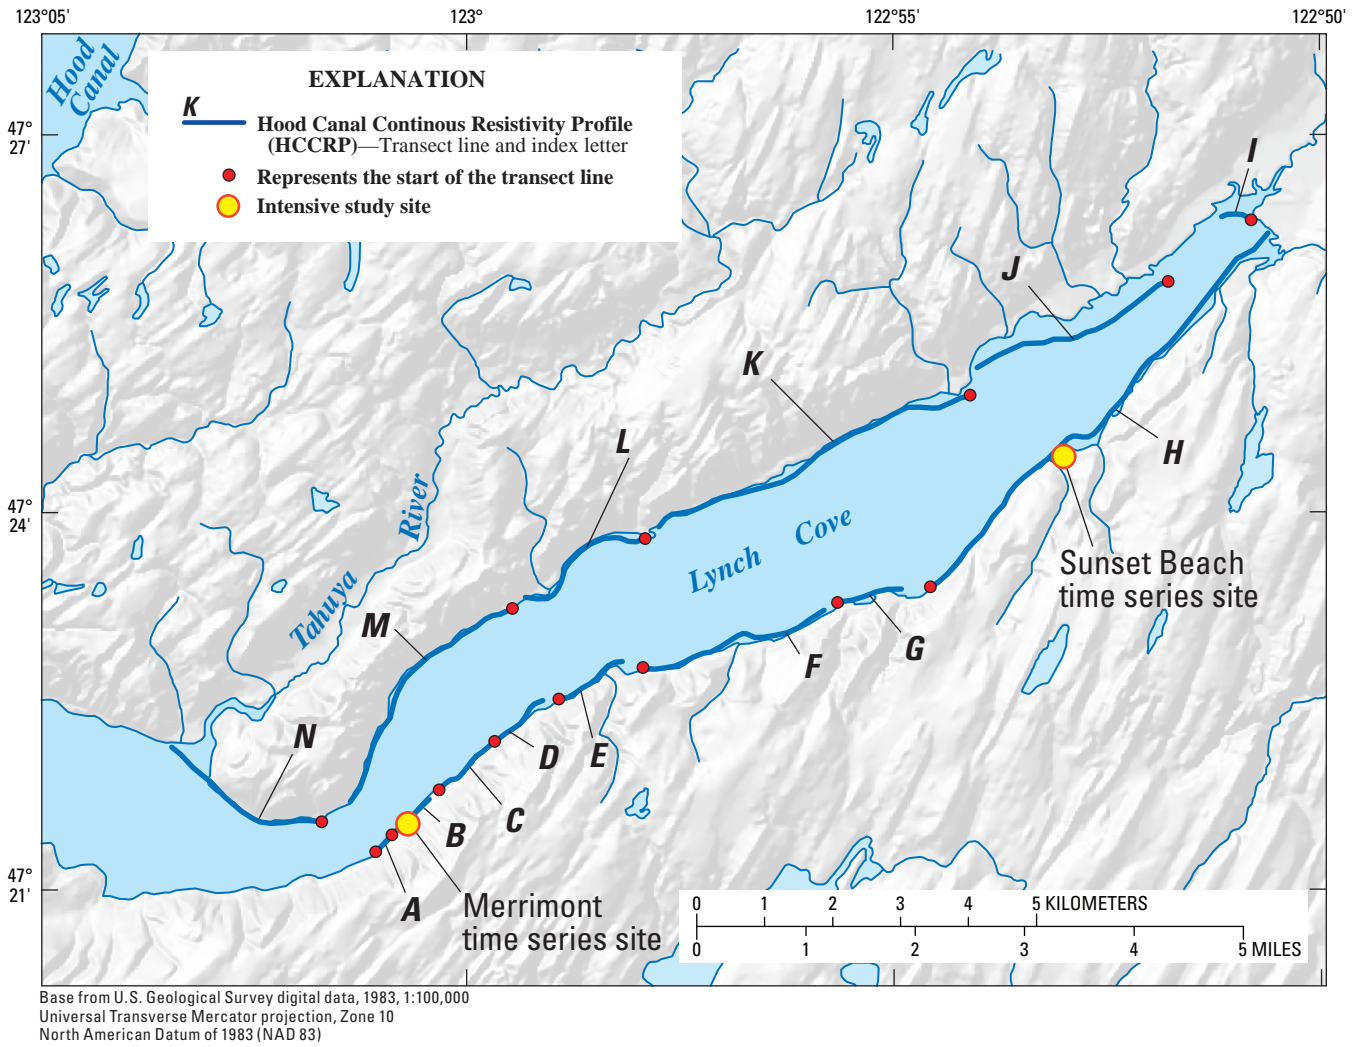 123°05'
123°
122°55'
122°50'
Hood
Canal
EXPLANATION
K
Hood Canal Continous Resistivity Profile
(HCCRP)—Transect line and index letter
Represents the start of the transect line
Intensive study site
47°
27'
I
J
K
L
H
47°
24'
River
Tahuya
Lynch Cove
Sunset Beach
time series site
M
G
F
N
E
D
C
B
A
47°
21'
Merrimont
time series site
0 1 2 3 4 5 KILOMETERS
0 1 2 3 4 5 MILES
Base from U.S. Geological Survey digital data, 1983, 1:100,000
Universal Transverse Mercator projection, Zone 10
North American Datum of 1983 (NAD 83)